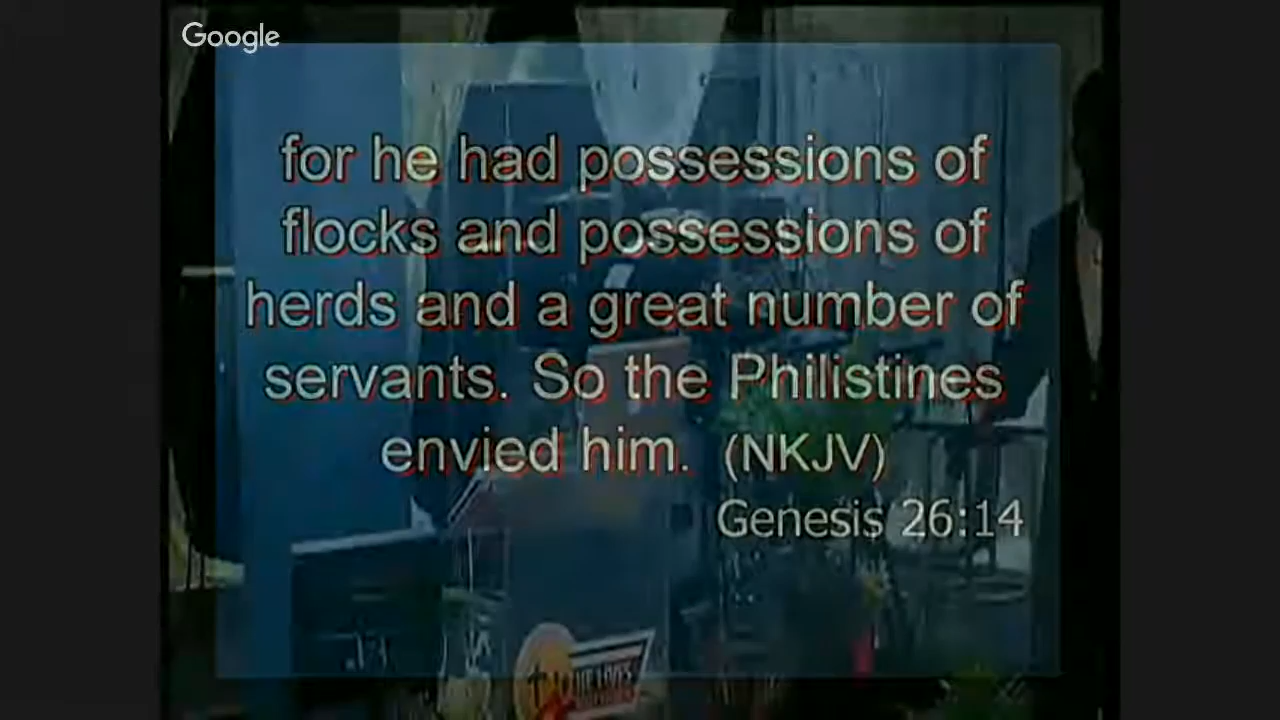 Google
for he had possessions of
flocks and possessions of
herds and a great number of
servants. So the Philistines
envied him. (NKJV)
Genesis 26:14